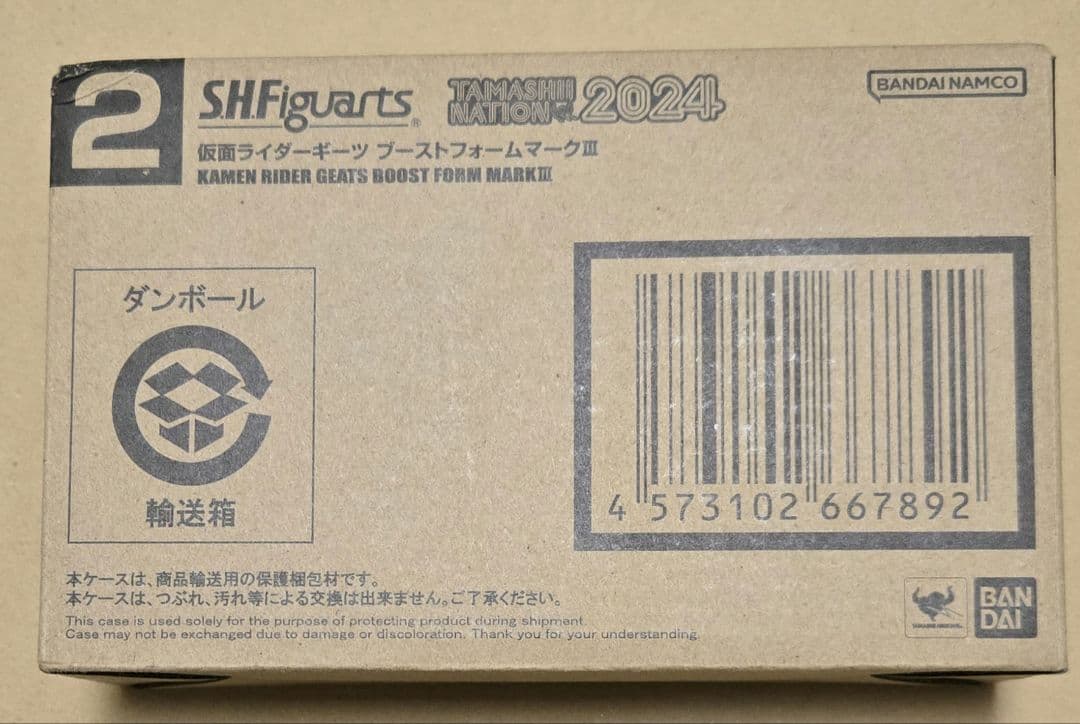 2
S.H.Figuarts®
TAMASHII NATION 2024
BANDAI NAMCO
仮面ライダーギーツ ブーストフォームマークⅢ
KAMEN RIDER GEATS BOOST FORM MARKⅢ
ダンボール
輸送箱
4 573102 667892
本ケースは、商品輸送用の保護梱包材です。
本ケースは、つぶれ、汚れ等による交換は出来ません。ご了承ください。
This case is used solely for the purpose of protecting product during shipment.
Case may not be exchanged due to damage or discoloration. Thank you for your understanding.
TAMASHII NATIONS
BAN
DAI